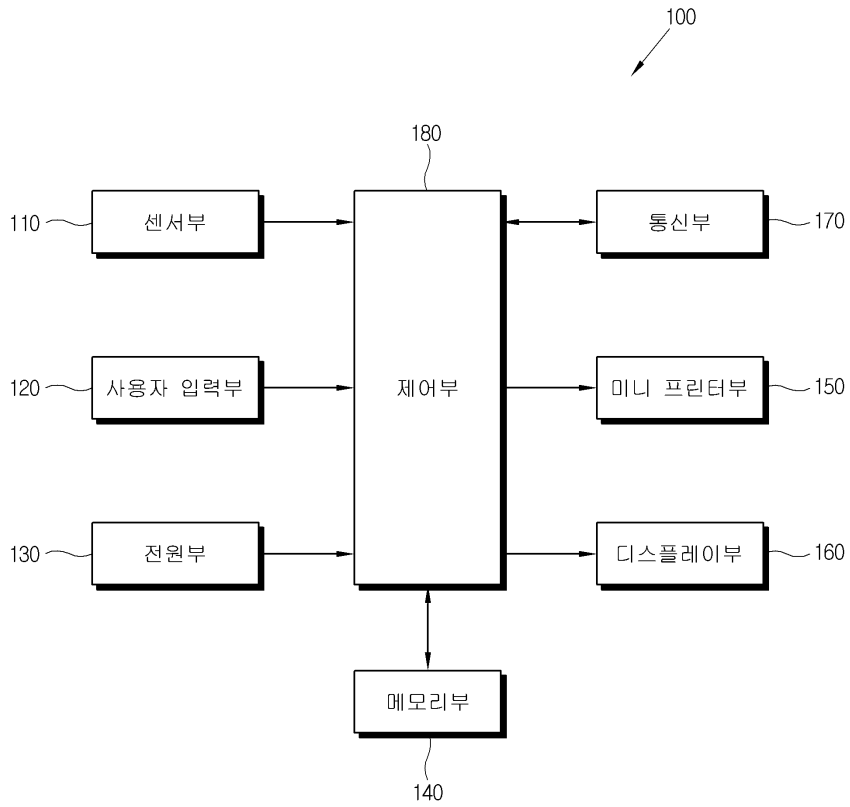 100
180
110
센서부
통신부
170
120
사용자 입력부
제어부
미니 프린터부
150
130
전원부
디스플레이부
160
메모리부
140